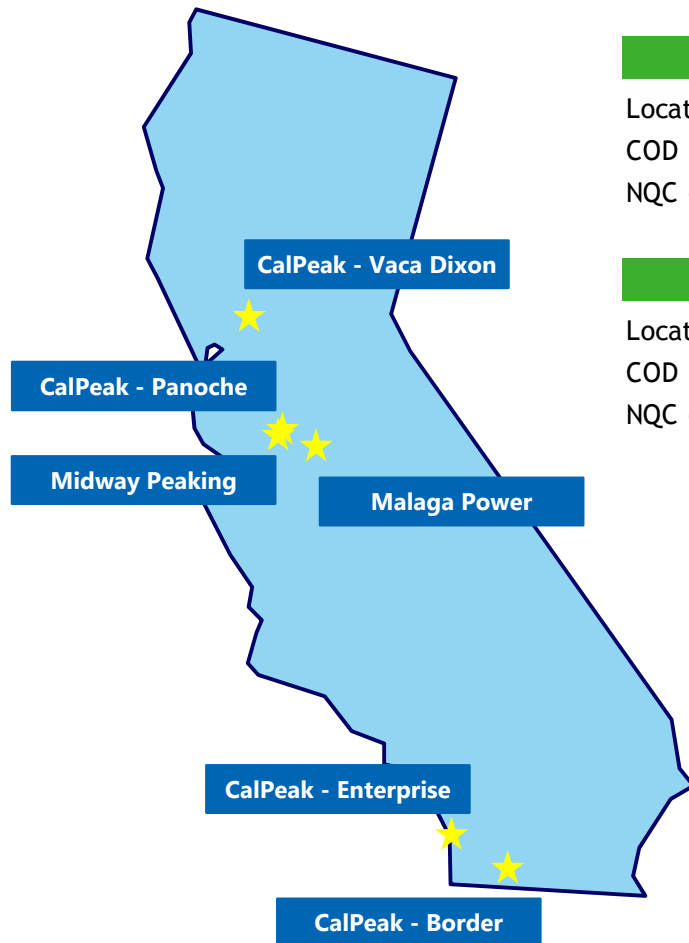 CalPeak - Vaca Dixon
CalPeak - Panoche
Midway Peaking
Malaga Power
CalPeak - Enterprise
CalPeak - Border
Locat
COD
NQC
Locat
COD
NQC